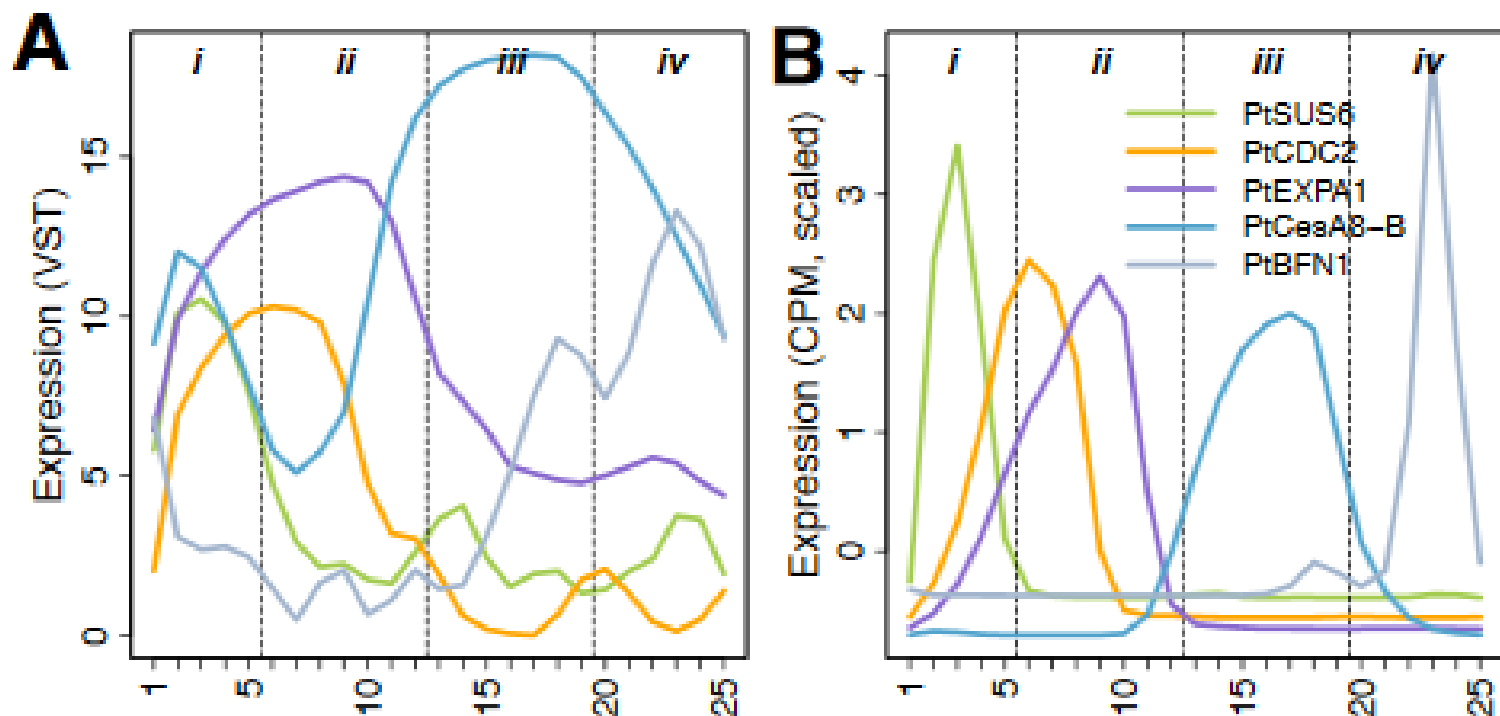 A
i ii iii iv
Expression (VST)
0 5 10 15
1 5 10 15 20 25
B
i ii iii iv
Expression (CPM, scaled)
0 1 2 3 4
PtSUS6
PtCDC2
PtEXPA1
PtCesA8-B
PtBFN1
1 5 10 15 20 25